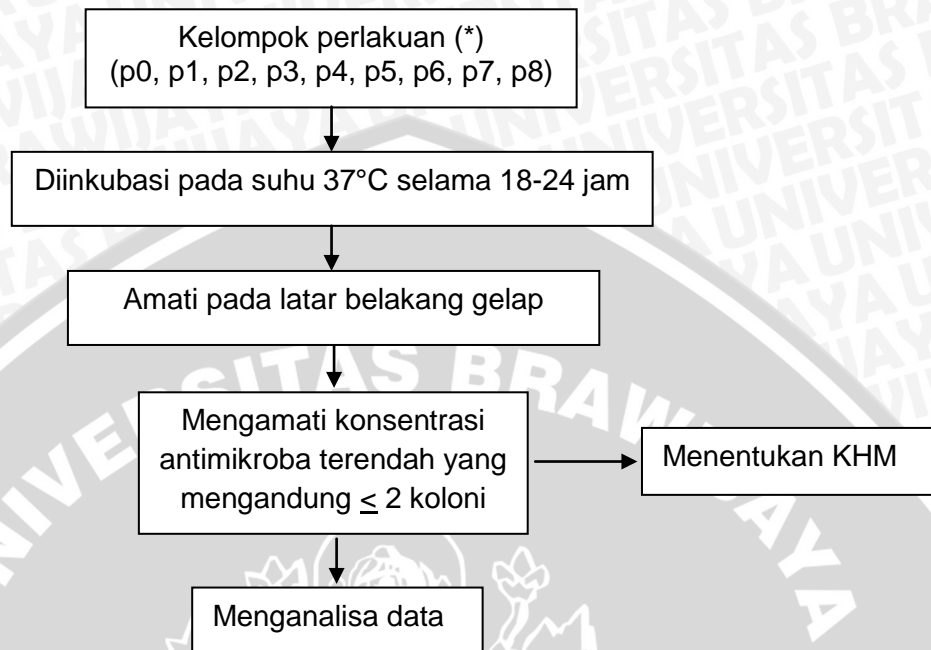 Kelompok perlakuan (*)
(p0, p1, p2, p3, p4, p5, p6, p7, p8)
Diinkubasi pada suhu 37°C selama 18-24 jam
Amati pada latar belakang gelap
Mengamati konsentrasi
antimikroba terendah yang
mengandung ≤ 2 koloni
Menentukan KHM
Menganalisa data